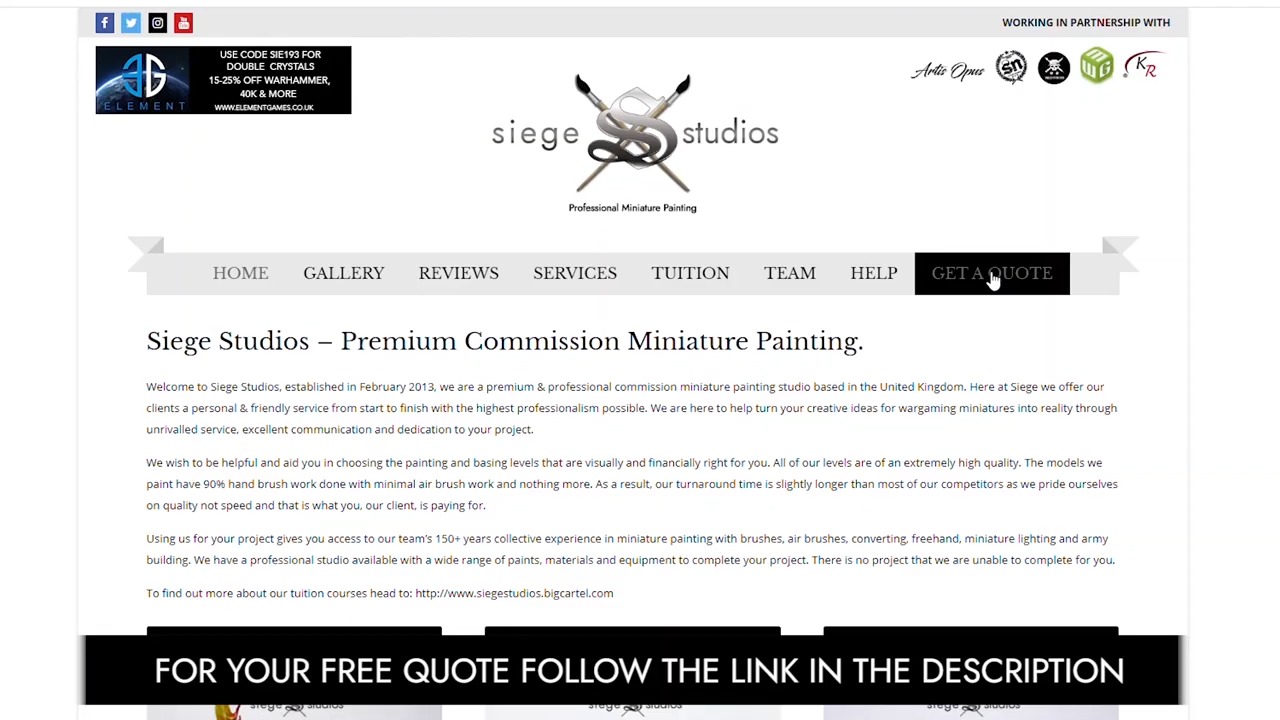 WORKING IN PARTNERSHIP WITH
USE CODE SIE193 FOR
DOUBLE CRYSTALS
15-25% OFF WARHAMMER,
40K & MORE
WWW.ELEMENTGAMES.CO.UK
ELEMENT
Artis Opus
KR
siege S studios
Professional Miniature Painting
HOME GALLERY REVIEWS SERVICES TUITION TEAM HELP GET A QUOTE
Siege Studios – Premium Commission Miniature Painting.
Welcome to Siege Studios, established in February 2013, we are a premium & professional commission miniature painting studio based in the United Kingdom. Here at Siege we offer our
clients a personal & friendly service from start to finish with the highest professionalism possible. We are here to help turn your creative ideas for wargaming miniatures into reality through
unrivalled service, excellent communication and dedication to your project.
We wish to be helpful and aid you in choosing the painting and basing levels that are visually and financially right for you. All of our levels are of an extremely high quality. The models we
paint have 90% hand brush work done with minimal air brush work and nothing more. As a result, our turnaround time is slightly longer than most of our competitors as we pride ourselves
on quality not speed and that is what you, our client, is paying for.
Using us for your project gives you access to our team's 150+ years collective experience in miniature painting with brushes, air brushes, converting, freehand, miniature lighting and army
building. We have a professional studio available with a wide range of paints, materials and equipment to complete your project. There is no project that we are unable to complete for you.
To find out more about our tuition courses head to: http://www.siegestudios.bigcartel.com
FOR YOUR FREE QUOTE FOLLOW THE LINK IN THE DESCRIPTION